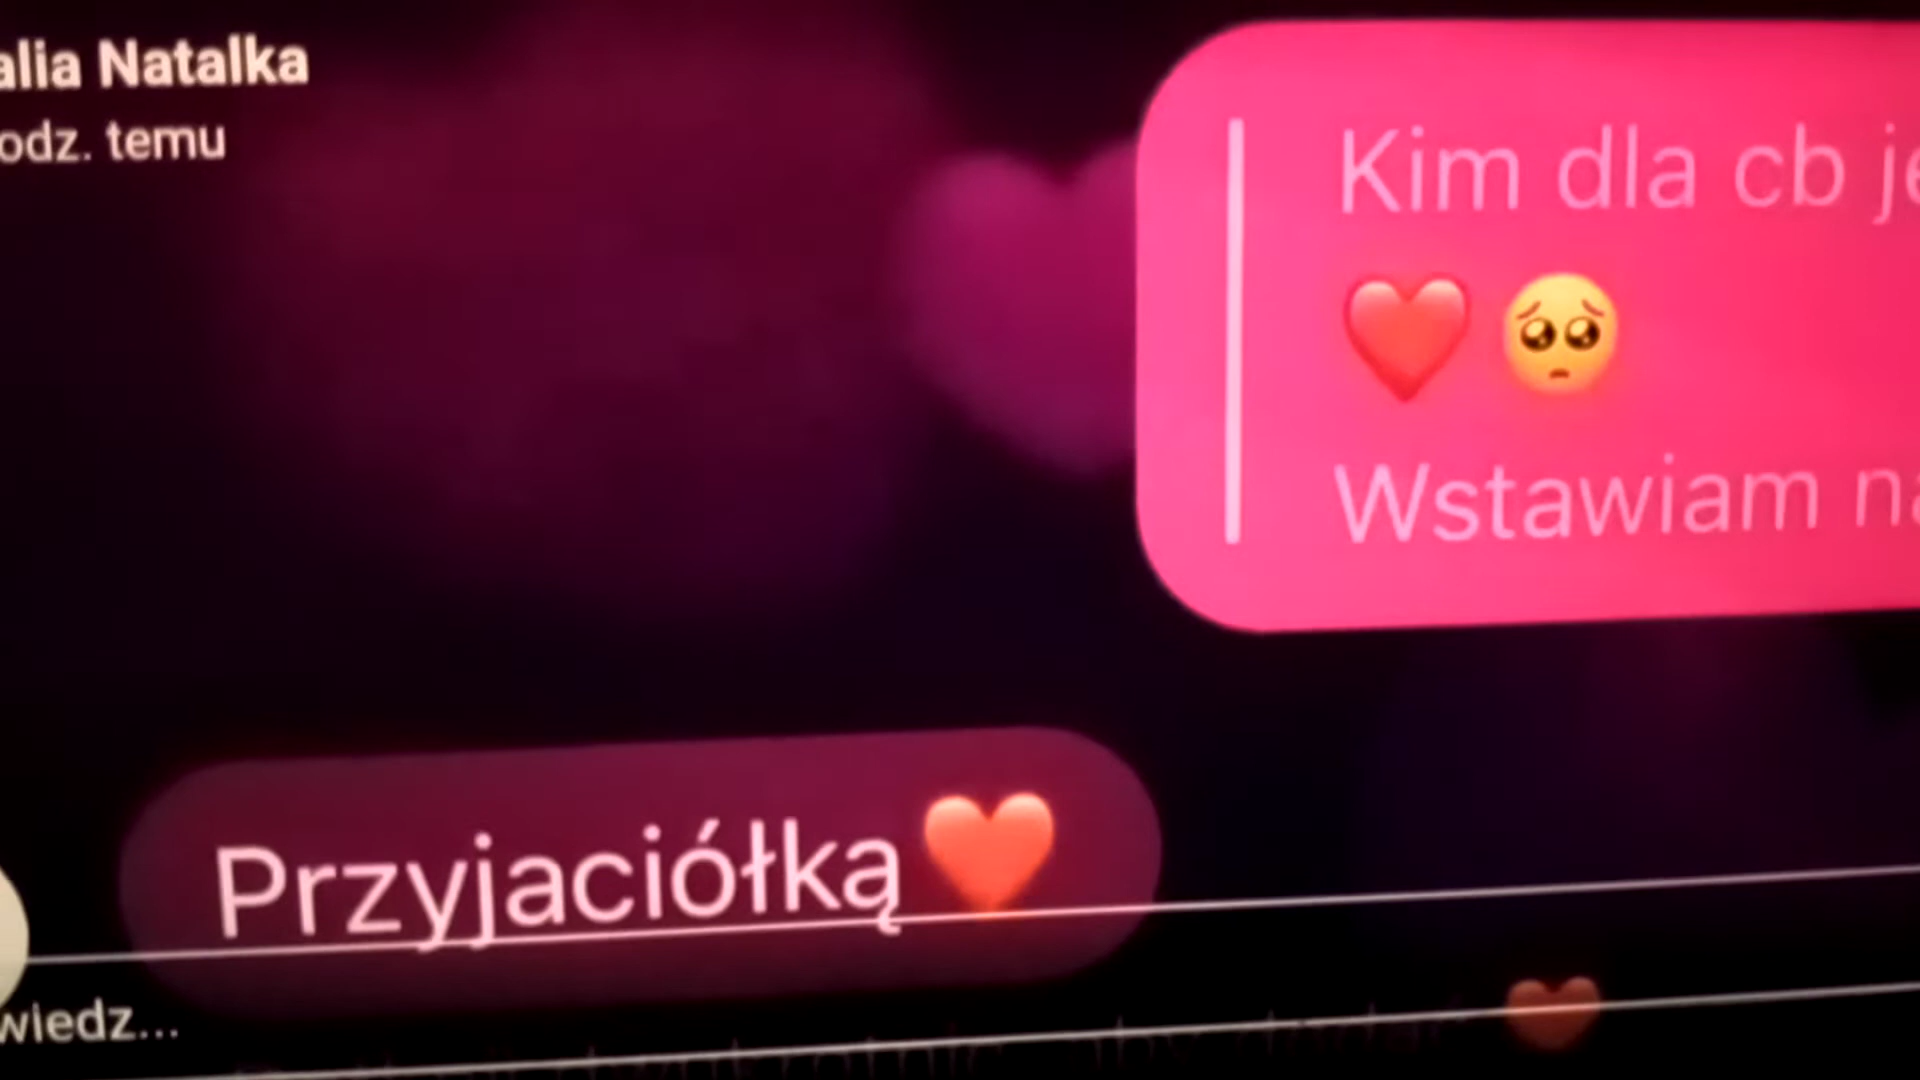 alia Natalka
odz. temu
Kim dla cb je
❤️🥺
Wstawiam na
Przyjaciółką❤️
wiedz...
❤️